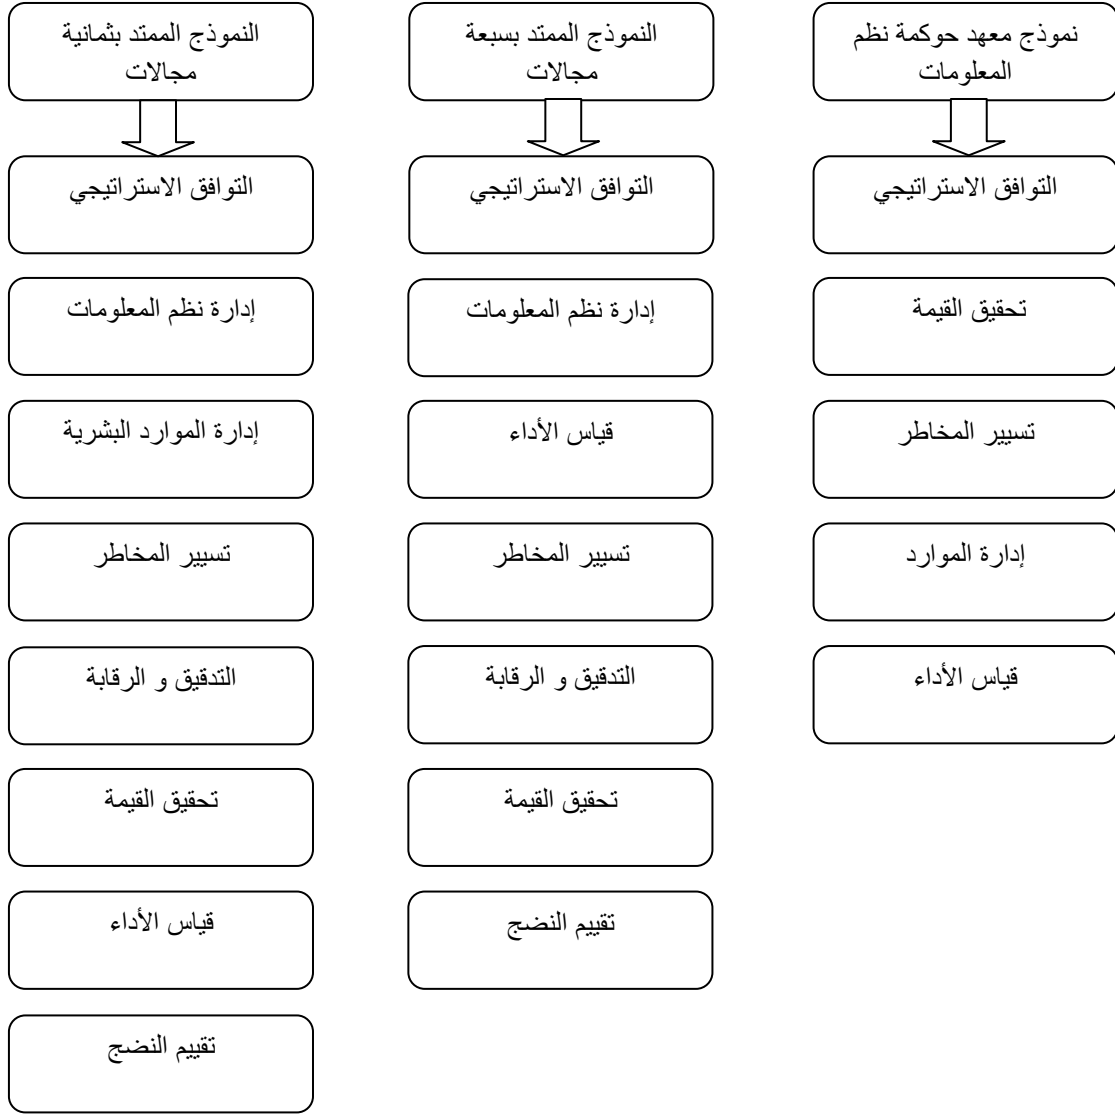 نموذج معهد حوكمة نظم
المعلومات
التوافق الاستراتيجي
تحقيق القيمة
تسيير المخاطر
إدارة الموارد
قياس الأداء
النموذج الممتد بسبعة
مجالات
التوافق الاستراتيجي
إدارة نظم المعلومات
قياس الأداء
تسيير المخاطر
التدقيق و الرقابة
تحقيق القيمة
تقييم النضج
النموذج الممتد بثمانية
مجالات
التوافق الاستراتيجي
إدارة نظم المعلومات
إدارة الموارد البشرية
تسيير المخاطر
التدقيق و الرقابة
تحقيق القيمة
قياس الأداء
تقييم النضج